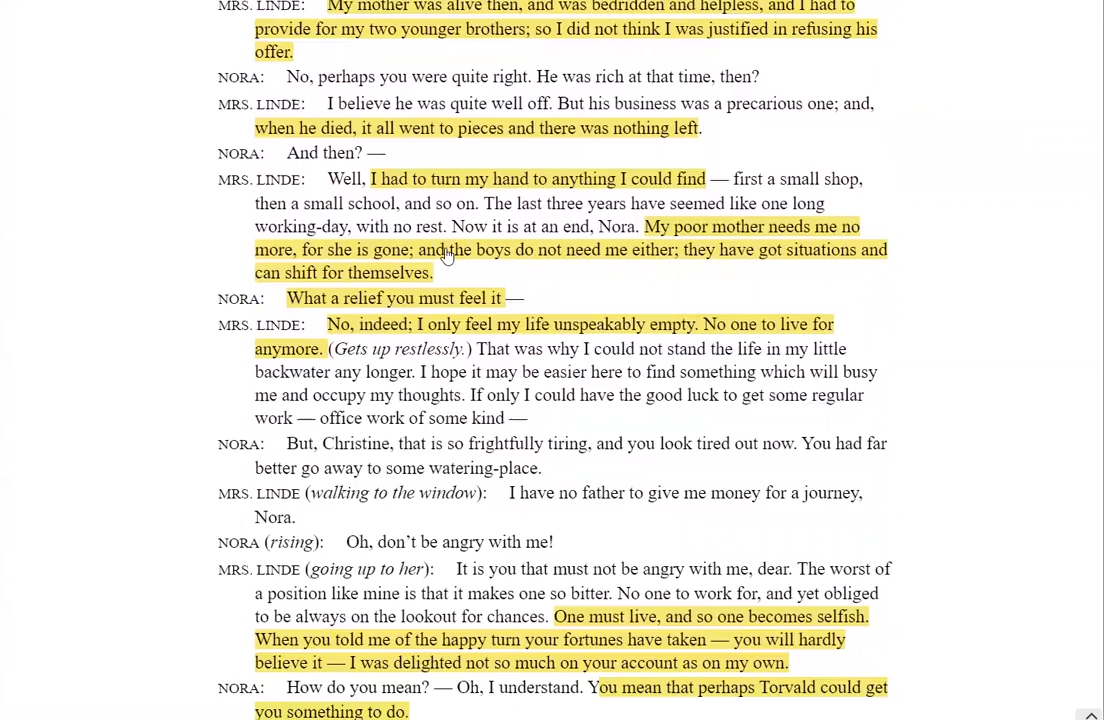 MRS. LINDE: My mother was alive then, and was bedridden and helpless, and I had to
provide for my two younger brothers; so I did not think I was justified in refusing his
offer.
NORA: No, perhaps you were quite right. He was rich at that time, then?
MRS. LINDE: I believe he was quite well off. But his business was a precarious one; and,
when he died, it all went to pieces and there was nothing left.
NORA: And then? —
MRS. LINDE: Well, I had to turn my hand to anything I could find — first a small shop,
then a small school, and so on. The last three years have seemed like one long
working-day, with no rest. Now it is at an end, Nora. My poor mother needs me no
more, for she is gone; and the boys do not need me either; they have got situations and
can shift for themselves.
NORA: What a relief you must feel it —
MRS. LINDE: No, indeed; I only feel my life unspeakably empty. No one to live for
anymore. (Gets up restlessly.) That was why I could not stand the life in my little
backwater any longer. I hope it may be easier here to find something which will busy
me and occupy my thoughts. If only I could have the good luck to get some regular
work — office work of some kind —
NORA: But, Christine, that is so frightfully tiring, and you look tired out now. You had far
better go away to some watering-place.
MRS. LINDE (walking to the window): I have no father to give me money for a journey,
Nora.
NORA (rising): Oh, don’t be angry with me!
MRS. LINDE (going up to her): It is you that must not be angry with me, dear. The worst of
a position like mine is that it makes one so bitter. No one to work for, and yet obliged
to be always on the lookout for chances. One must live, and so one becomes selfish.
When you told me of the happy turn your fortunes have taken — you will hardly
believe it — I was delighted not so much on your account as on my own.
NORA: How do you mean? — Oh, I understand. You mean that perhaps Torvald could get
you something to do.